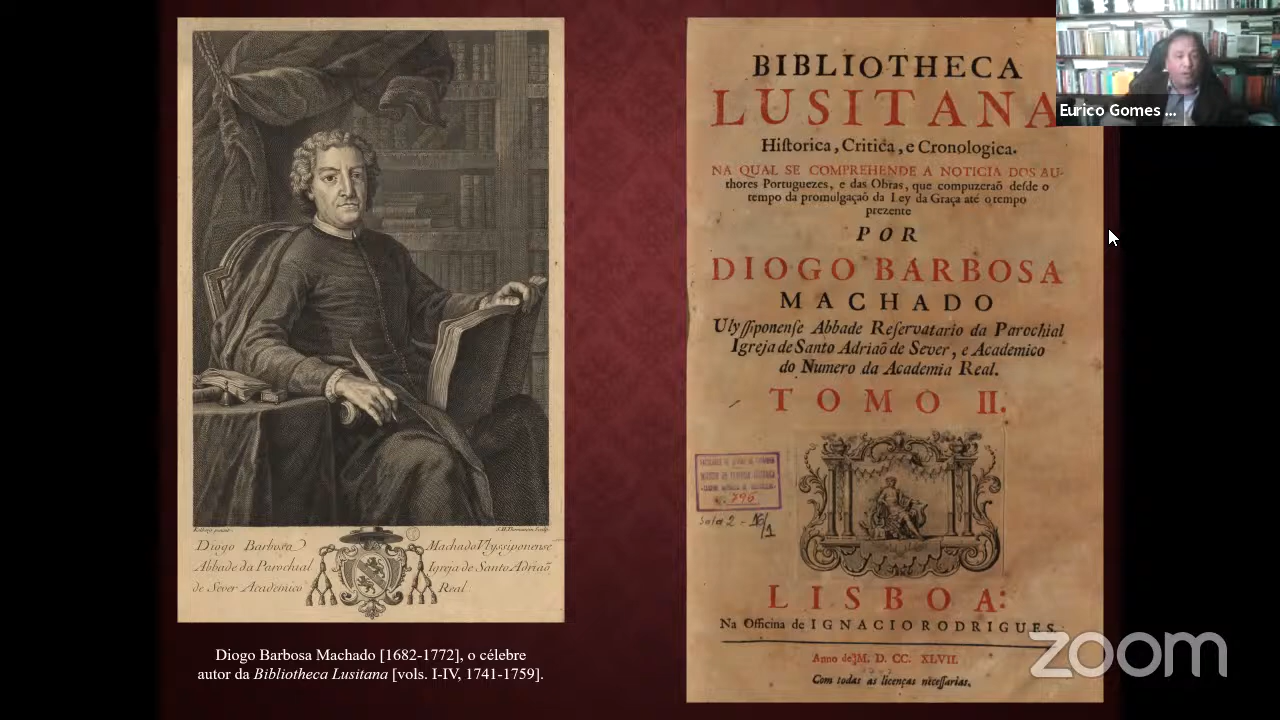 Diogo Barbosa Machado Ulyssiponense
Abbade da Parochial Igreja de Santo Adriaõ
de Sever Academico Real
Diogo Barbosa Machado [1682-1772], o célebre
autor da Bibliotheca Lusitana [vols. I-IV, 1741-1759].
BIBLIOTHECA
LUSITANA
Hiſtorica, Critica, e Cronologica.
NA QUAL SE COMPREHENDE A NOTICIA DOS AU-
thores Portuguezes, e das Obras, que compuzeraõ deſde o
tempo da promulgaçaõ da Ley da Graça até o tempo
prezente
POR
DIOGO BARBOSA
MACHADO
Ulyſſiponenſe Abbade Reſervatario da Parochial
Igreja de Santo Adriaõ de Sever, e Academico
do Numero da Academia Real.
TOMO II.
796
Sala 2 -
LISBOA:
Na Officina de IGNACIO RODRIGUES.
Anno de M. D. CC. XLVII.
Com todas as licenças neceſſarias.
Eurico Gomes ...
zoom